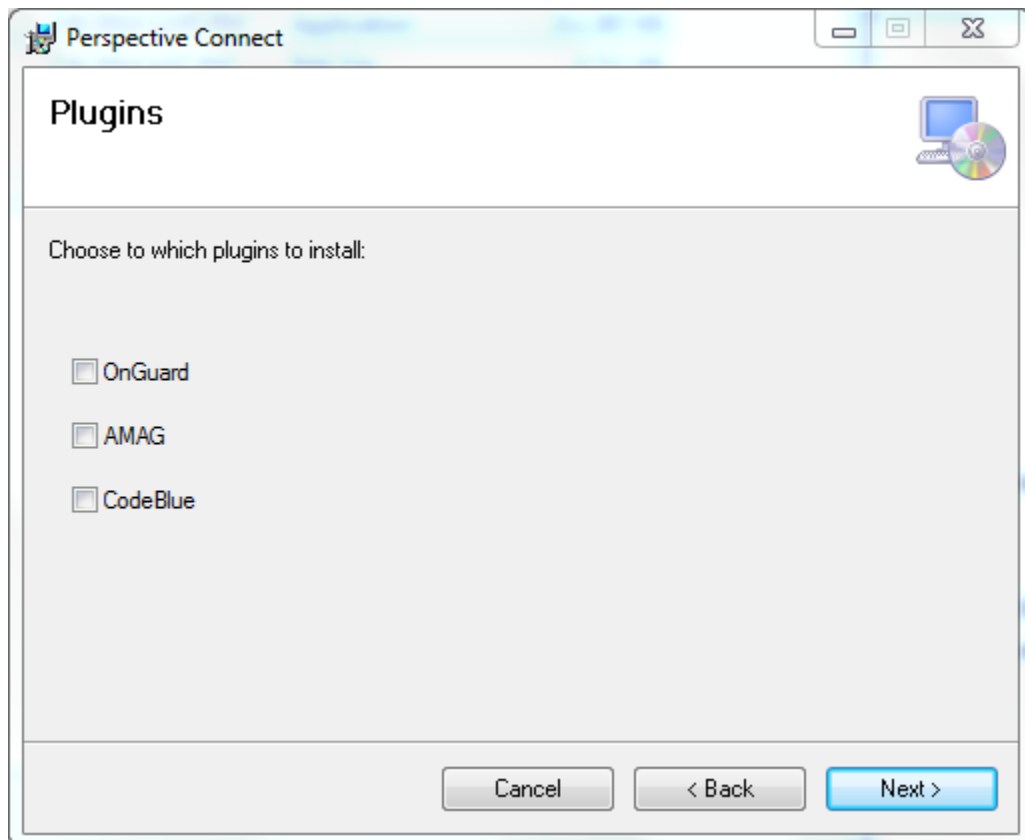 Perspective Connect
Plugins
Choose to which plugins to install:
OnGuard
AMAG
CodeBlue
Cancel
< Back
Next >